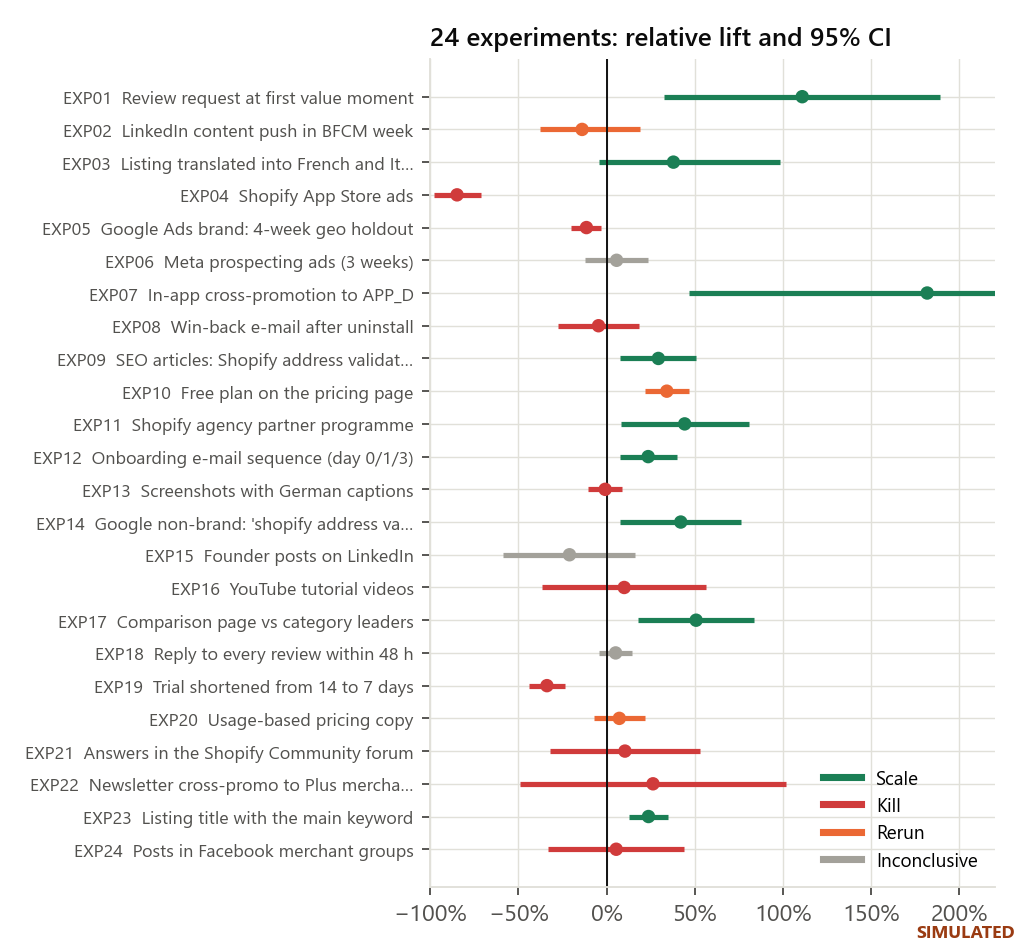 24 experiments: relative lift and 95% CI
EXP01 Review request at first value moment
EXP02 LinkedIn content push in BFCM week
EXP03 Listing translated into French and It...
EXP04 Shopify App Store ads
EXP05 Google Ads brand: 4-week geo holdout
EXP06 Meta prospecting ads (3 weeks)
EXP07 In-app cross-promotion to APP_D
EXP08 Win-back e-mail after uninstall
EXP09 SEO articles: Shopify address validat...
EXP10 Free plan on the pricing page
EXP11 Shopify agency partner programme
EXP12 Onboarding e-mail sequence (day 0/1/3)
EXP13 Screenshots with German captions
EXP14 Google non-brand: 'shopify address va...
EXP15 Founder posts on LinkedIn
EXP16 YouTube tutorial videos
EXP17 Comparison page vs category leaders
EXP18 Reply to every review within 48 h
EXP19 Trial shortened from 14 to 7 days
EXP20 Usage-based pricing copy
EXP21 Answers in the Shopify Community forum
EXP22 Newsletter cross-promo to Plus mercha...
EXP23 Listing title with the main keyword
EXP24 Posts in Facebook merchant groups
Scale
Kill
Rerun
Inconclusive
−100% −50% 0% 50% 100% 150% 200%
SIMULATED